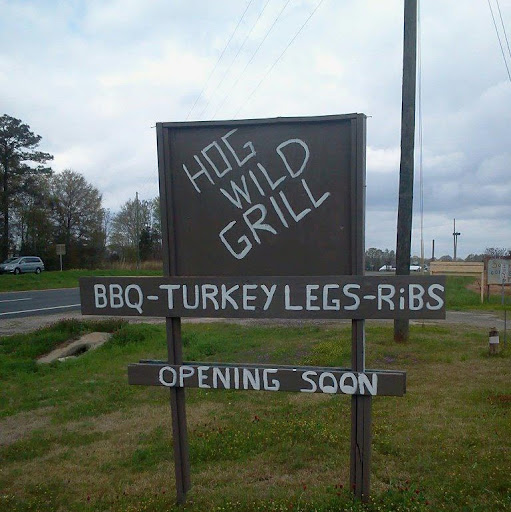 HOG
WILD
GRILL
BBQ-TURKEY LEGS-RiBS
OPENING SOON